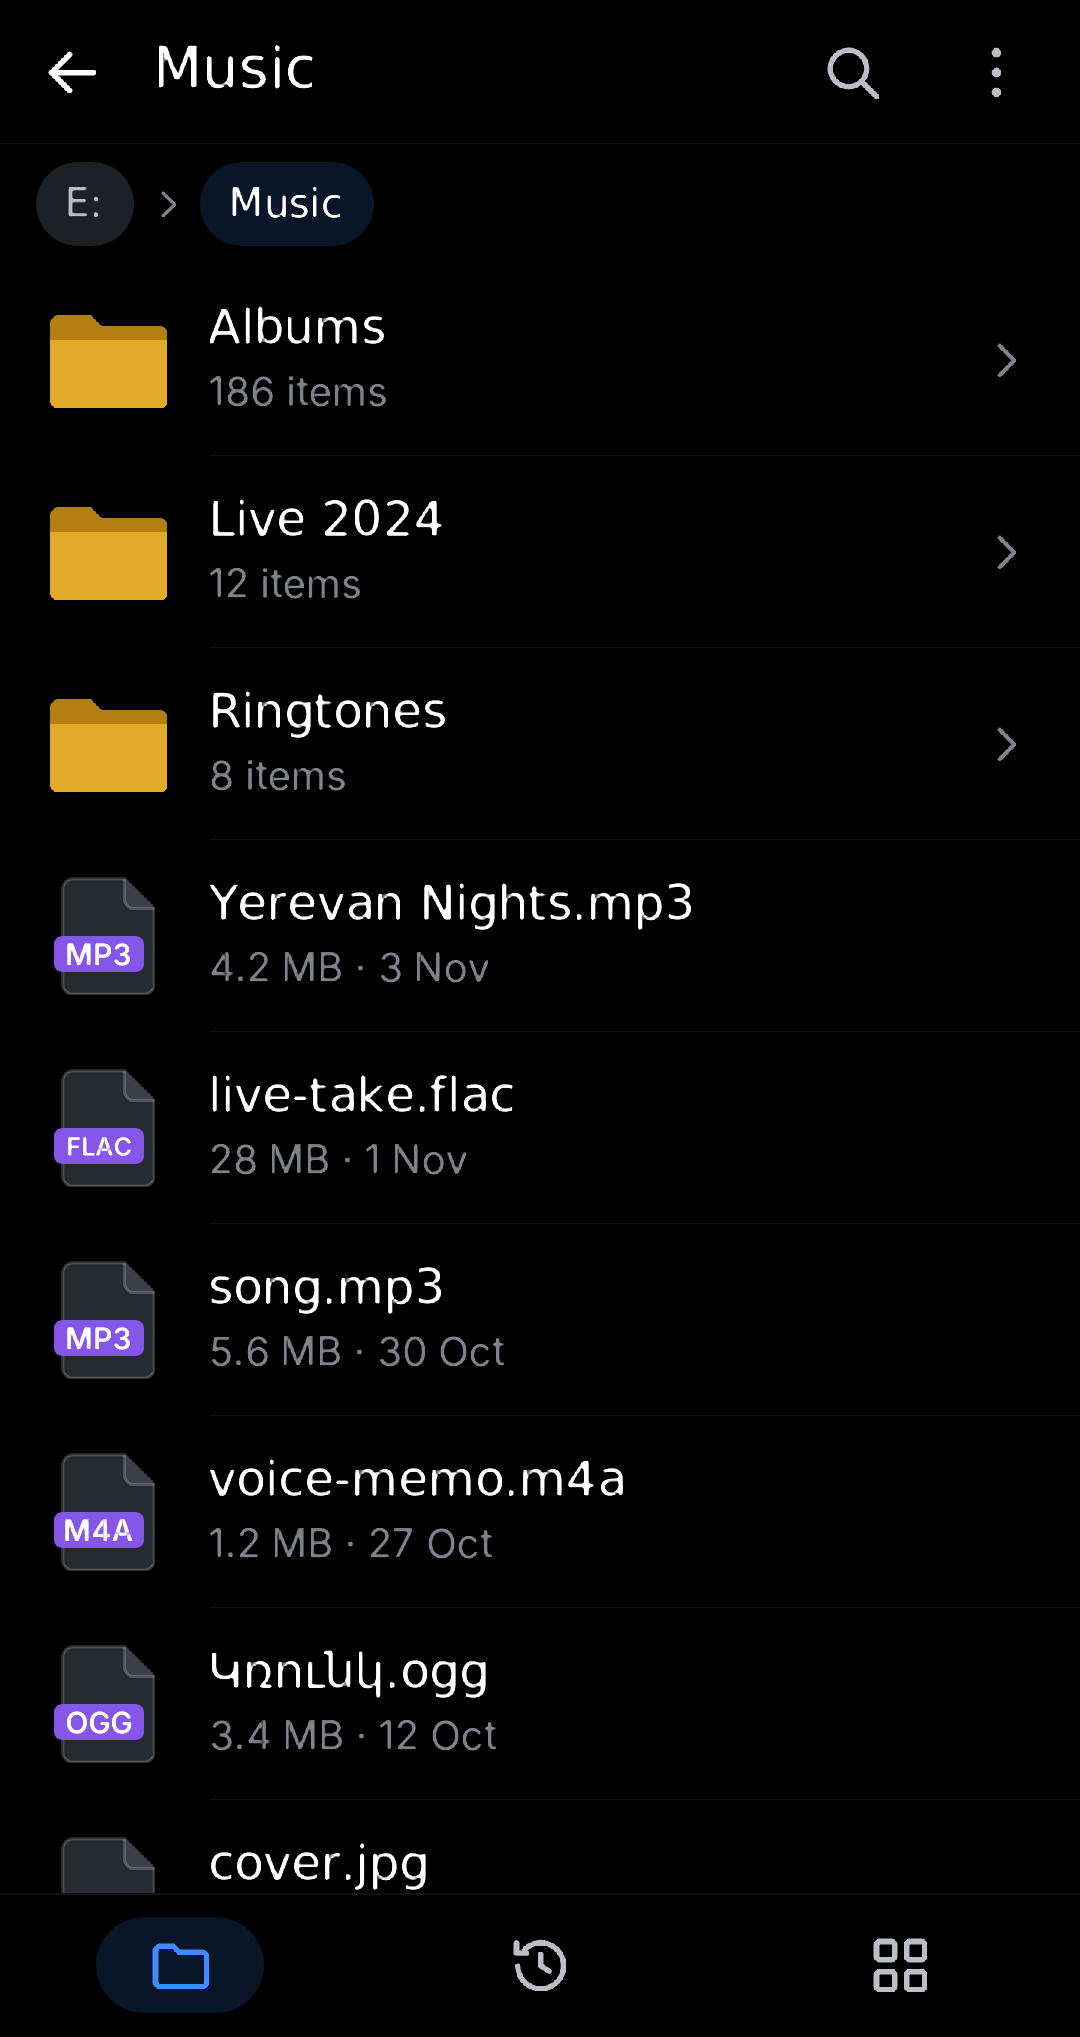 Music
E: Music
Albums
186 items
Live 2024
12 items
Ringtones
8 items
Yerevan Nights.mp3
MP3
4.2 MB · 3 Nov
live-take.flac
FLAC
28 MB · 1 Nov
song.mp3
MP3
5.6 MB · 30 Oct
voice-memo.m4a
M4A
1.2 MB · 27 Oct
Կռունկ.ogg
OGG
3.4 MB · 12 Oct
cover.jpg